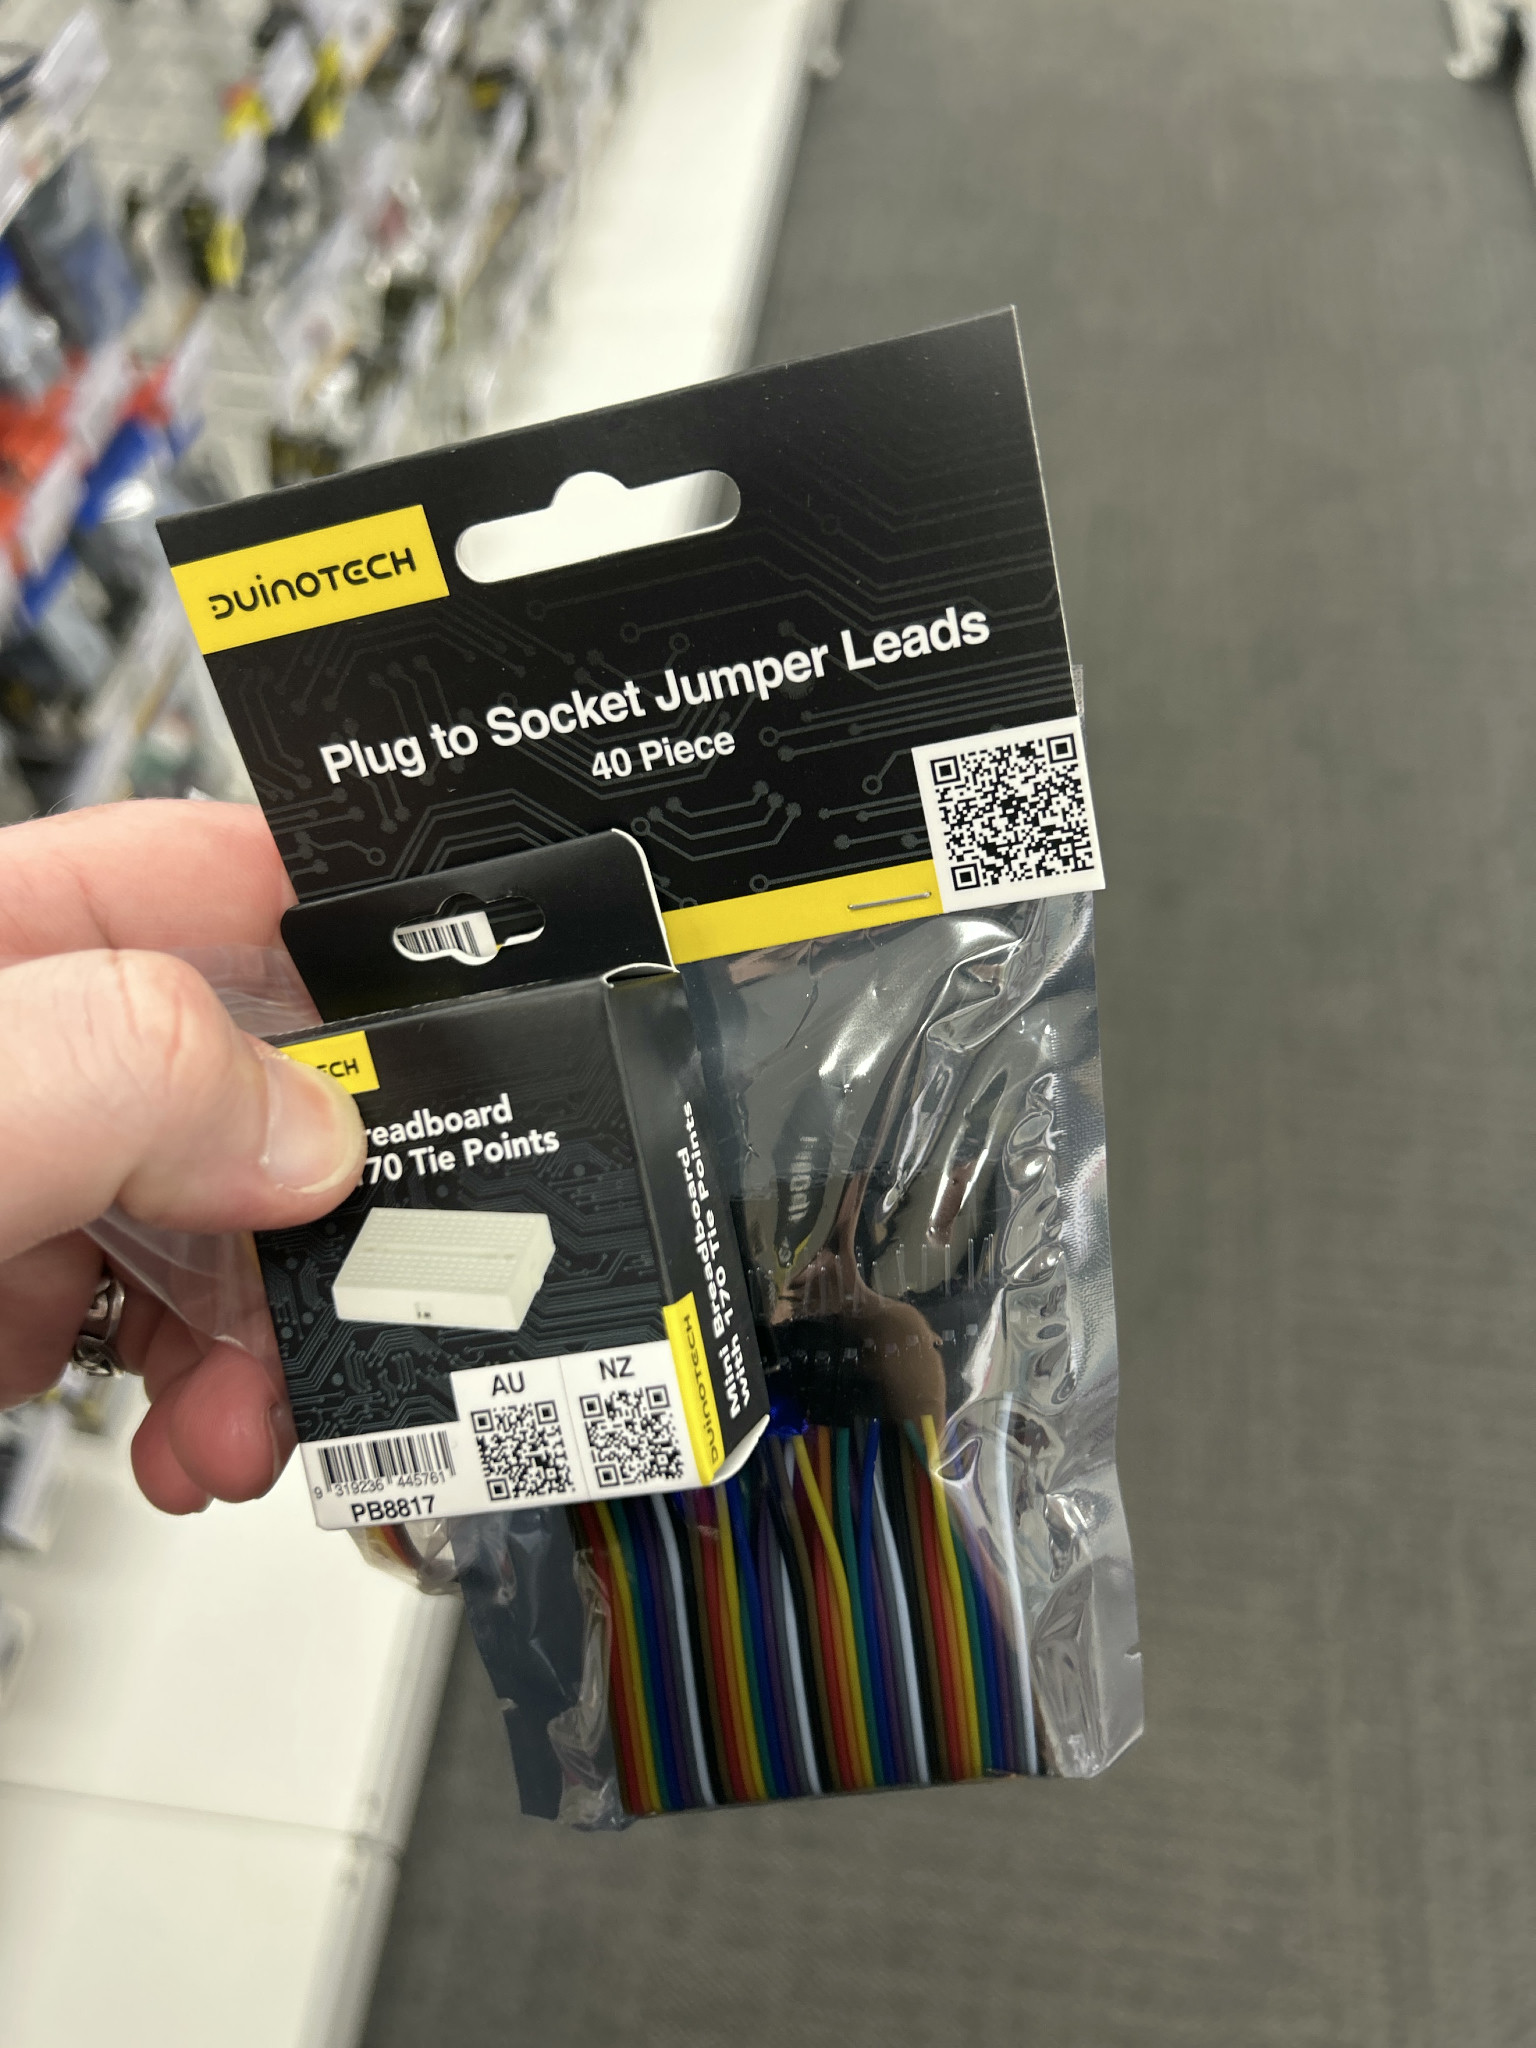 DUINOTECH
Plug to Socket Jumper Leads
40 Piece
ECH
readboard
170 Tie Points
AU
NZ
9 319236 445761
PB8817
Mini Breadboard
with 170 Tie Points
DUINOTECH